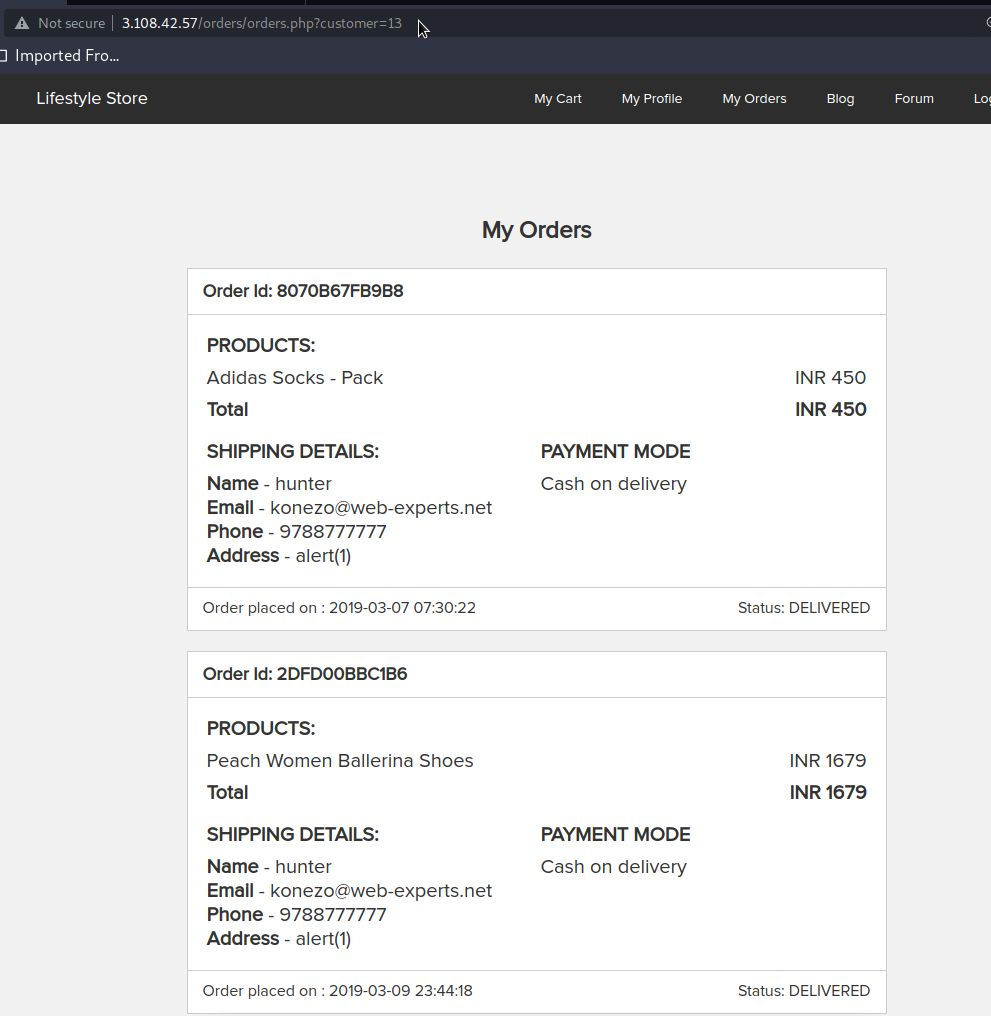 Not secure 3.108.42.57/orders/orders.php?customer=13
Imported Fro...
Lifestyle Store My Cart My Profile My Orders Blog Forum
My Orders
Order Id: 8070B67FB9B8
PRODUCTS:
Adidas Socks - Pack INR 450
Total INR 450
SHIPPING DETAILS: PAYMENT MODE
Name - hunter Cash on delivery
Email - konezo@web-experts.net
Phone - 9788777777
Address - alert(1)
Order placed on : 2019-03-07 07:30:22 Status: DELIVERED
Order Id: 2DFD00BBC1B6
PRODUCTS:
Peach Women Ballerina Shoes INR 1679
Total INR 1679
SHIPPING DETAILS: PAYMENT MODE
Name - hunter Cash on delivery
Email - konezo@web-experts.net
Phone - 9788777777
Address - alert(1)
Order placed on : 2019-03-09 23:44:18 Status: DELIVERED